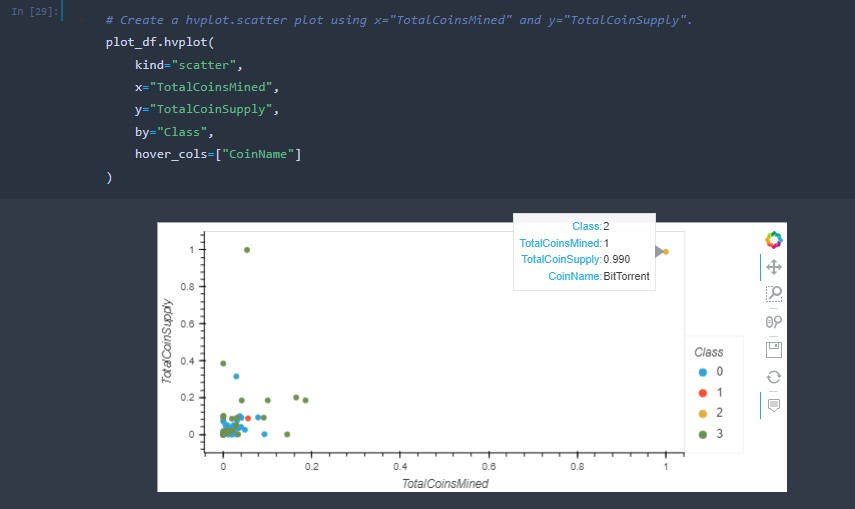 In [29]:
# Create a hvplot.scatter plot using x="TotalCoinsMined" and y="TotalCoinSupply".
plot_df.hvplot(
    kind="scatter",
    x="TotalCoinsMined",
    y="TotalCoinSupply",
    by="Class",
    hover_cols=["CoinName"]
)
Class: 2
TotalCoinsMined: 1
TotalCoinSupply: 0.990
CoinName: BitTorrent
TotalCoinSupply
1
0.8
0.6
0.4
0.2
0
0 0.2 0.4 0.6 0.8 1
TotalCoinsMined
Class
0
1
2
3